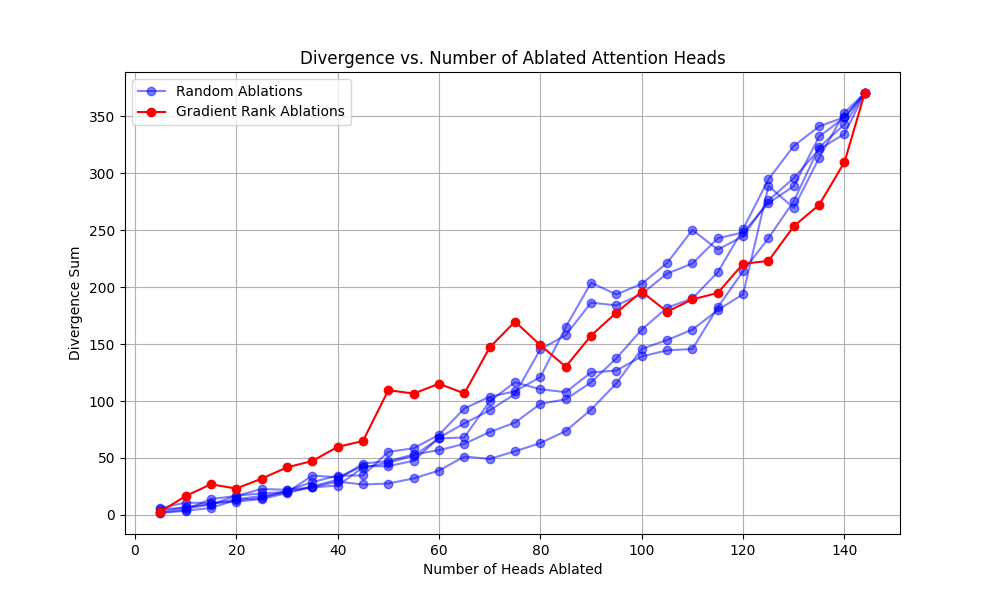 Divergence vs. Number of Ablated Attention Heads
Random Ablations
Gradient Rank Ablations
Divergence Sum
350
300
250
200
150
100
50
0
0 20 40 60 80 100 120 140
Number of Heads Ablated